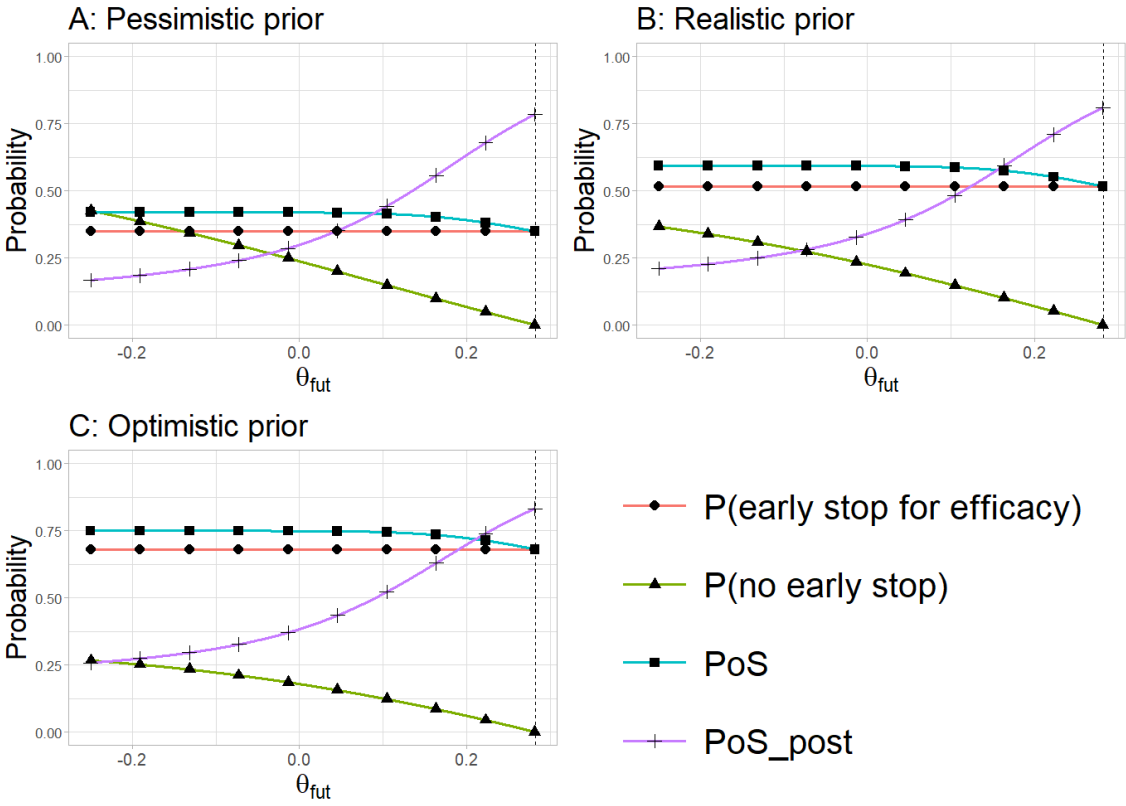 A: Pessimistic prior
Probability
1.00
0.75
0.50
0.25
0.00
-0.2
0.0
0.2
θfut
B: Realistic prior
Probability
1.00
0.75
0.50
0.25
0.00
-0.2
0.0
0.2
θfut
C: Optimistic prior
Probability
1.00
0.75
0.50
0.25
0.00
-0.2
0.0
0.2
θfut
P(early stop for efficacy)
P(no early stop)
PoS
PoS_post